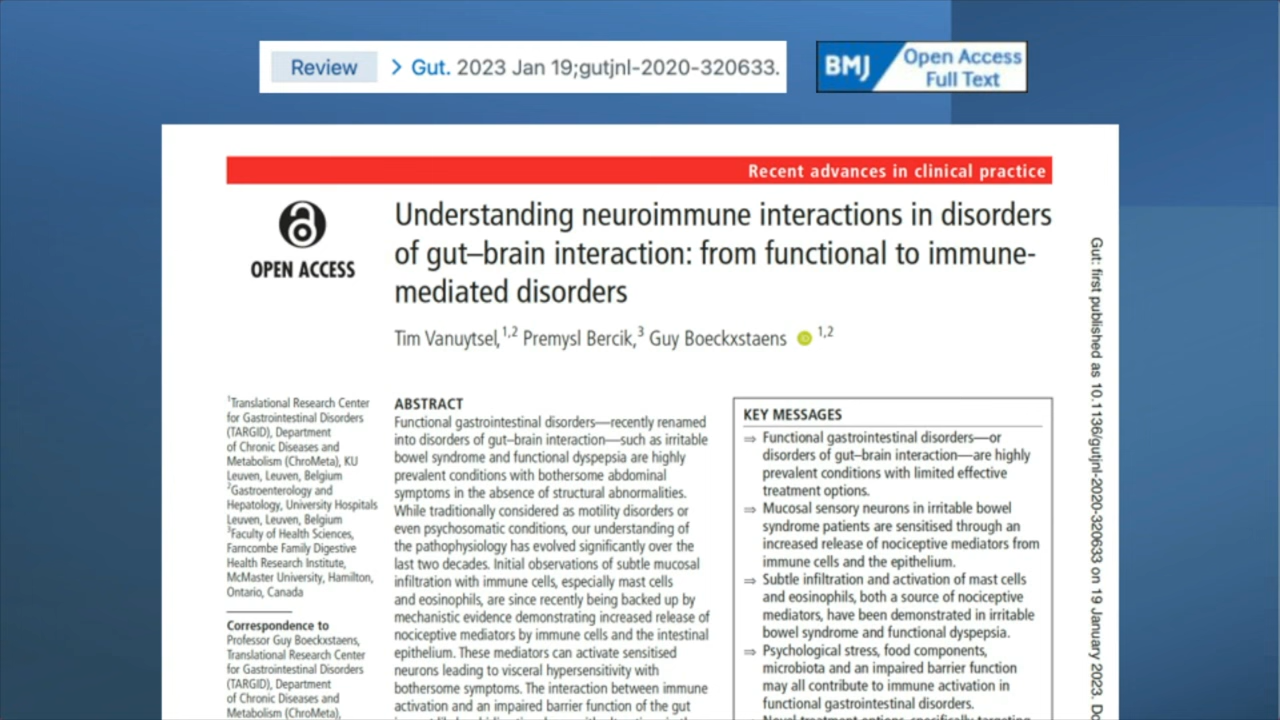 Review > Gut. 2023 Jan 19;gutjnl-2020-320633.
BMJ Open Access
Full Text
Recent advances in clinical practice
OPEN ACCESS
Understanding neuroimmune interactions in disorders
of gut–brain interaction: from functional to immune-
mediated disorders
Tim Vanuytsel,1,2 Premysl Bercik,3 Guy Boeckxstaens 1,2
1Translational Research Center
for Gastrointestinal Disorders
(TARGID), Department
of Chronic Diseases and
Metabolism (ChroMeta), KU
Leuven, Leuven, Belgium
2Gastroenterology and
Hepatology, University Hospitals
Leuven, Leuven, Belgium
3Faculty of Health Sciences,
Farncombe Family Digestive
Health Research Institute,
McMaster University, Hamilton,
Ontario, Canada
Correspondence to
Professor Guy Boeckxstaens,
Translational Research Center
for Gastrointestinal Disorders
(TARGID), Department
of Chronic Diseases and
Metabolism (ChroMeta),
ABSTRACT
Functional gastrointestinal disorders—recently renamed
into disorders of gut–brain interaction—such as irritable
bowel syndrome and functional dyspepsia are highly
prevalent conditions with bothersome abdominal
symptoms in the absence of structural abnormalities.
While traditionally considered as motility disorders or
even psychosomatic conditions, our understanding of
the pathophysiology has evolved significantly over the
last two decades. Initial observations of subtle mucosal
infiltration with immune cells, especially mast cells
and eosinophils, are since recently being backed up by
mechanistic evidence demonstrating increased release of
nociceptive mediators by immune cells and the intestinal
epithelium. These mediators can activate sensitised
neurons leading to visceral hypersensitivity with
bothersome symptoms. The interaction between immune
activation and an impaired barrier function of the gut
KEY MESSAGES
⇒ Functional gastrointestinal disorders—or
disorders of gut–brain interaction—are highly
prevalent conditions with limited effective
treatment options.
⇒ Mucosal sensory neurons in irritable bowel
syndrome patients are sensitised through an
increased release of nociceptive mediators from
immune cells and the epithelium.
⇒ Subtle infiltration and activation of mast cells
and eosinophils, both a source of nociceptive
mediators, have been demonstrated in irritable
bowel syndrome and functional dyspepsia.
⇒ Psychological stress, food components,
microbiota and an impaired barrier function
may all contribute to immune activation in
functional gastrointestinal disorders.
Gut: first published as 10.1136/gutjnl-2020-320633 on 19 January 2023. Do